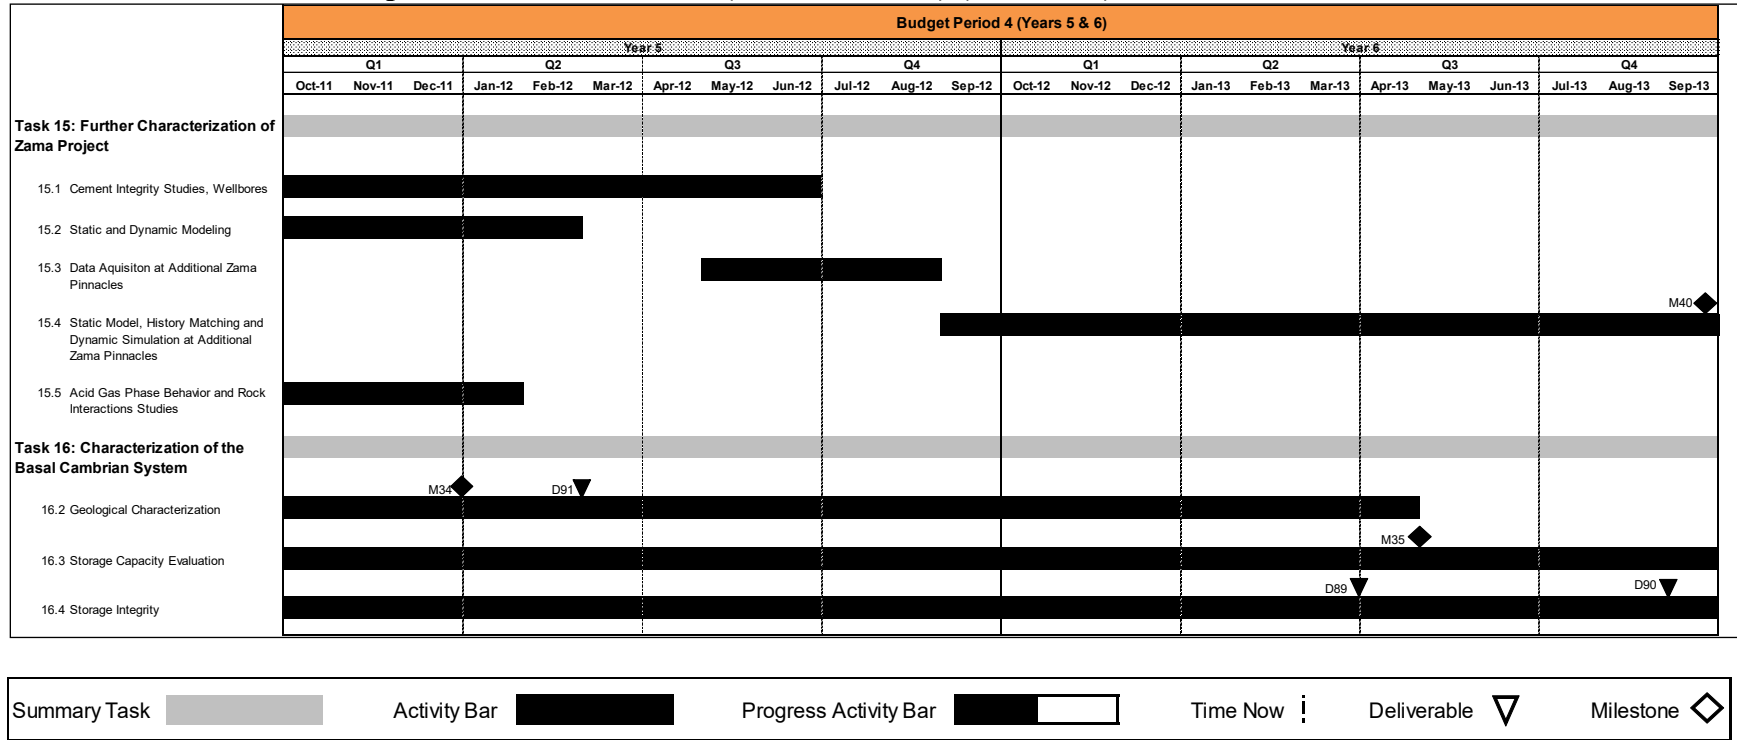 Budget Period 4 (Years 5 & 6)
Year 5 Year 6
Q1 Q2 Q3 Q4 Q1 Q2 Q3 Q4
Oct-11 Nov-11 Dec-11 Jan-12 Feb-12 Mar-12 Apr-12 May-12 Jun-12 Jul-12 Aug-12 Sep-12 Oct-12 Nov-12 Dec-12 Jan-13 Feb-13 Mar-13 Apr-13 May-13 Jun-13 Jul-13 Aug-13 Sep-13
Task 15: Further Characterization of
Zama Project
15.1 Cement Integrity Studies, Wellbores
15.2 Static and Dynamic Modeling
15.3 Data Aquisiton at Additional Zama
Pinnacles
M40
15.4 Static Model, History Matching and
Dynamic Simulation at Additional
Zama Pinnacles
15.5 Acid Gas Phase Behavior and Rock
Interactions Studies
Task 16: Characterization of the
Basal Cambrian System
M34 D91
16.2 Geological Characterization
M35
16.3 Storage Capacity Evaluation
D89 D90
16.4 Storage Integrity
Summary Task Activity Bar Progress Activity Bar Time Now Deliverable Milestone